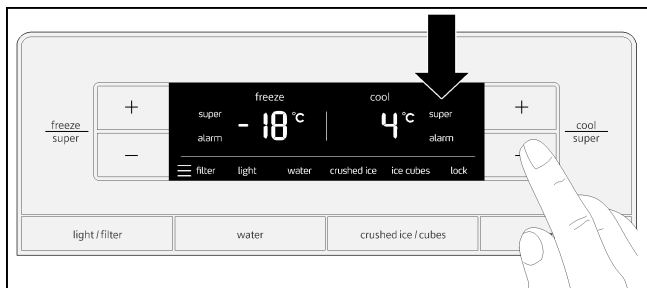 freeze cool
super super
+ - 18 °C 4 °C +
freeze
super
cool
super
alarm alarm
- -
filter light water crushed ice ice cubes lock
light / filter water crushed ice / cubes